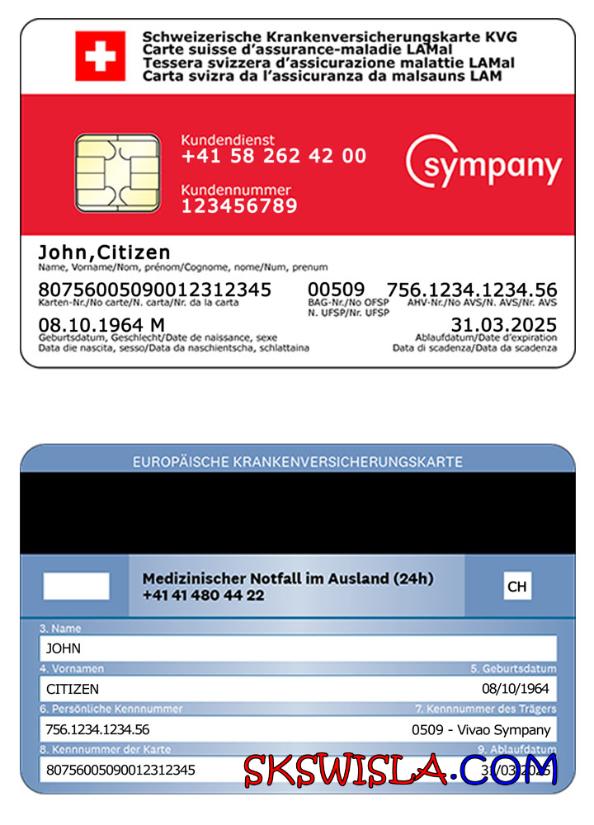 Schweizerische Krankenversicherungskarte KVG
Carte suisse d'assurance-maladie LAMal
Tessera svizzera d'assicurazione malattie LAMal
Carta svizra da l'assicuranza da malsauns LAM
Kundendienst
+41 58 262 42 00
sympany
Kundennummer
123456789
John,Citizen
Name, Vorname/Nom, prénom/Cognome, nome/Num, prenum
80756005090012312345 00509 756.1234.1234.56
Karten-Nr./No carte/N. carta/Nr. da la carta BAG-Nr./No OFSP AHV-Nr./No AVS/N. AVS/Nr. AVS
N. UFSP/Nr. UFSP
08.10.1964 M 31.03.2025
Geburtsdatum, Geschlecht/Date de naissance, sexe Ablaufdatum/Date d'expiration
Data die nascita, sesso/Data da naschientscha, schlattaina Data di scadenza/Data da scadenza
EUROPÄISCHE KRANKENVERSICHERUNGSKARTE
Medizinischer Notfall im Ausland (24h)
+41 41 480 44 22
CH
3. Name
JOHN
4. Vornamen 5. Geburtsdatum
CITIZEN 08/10/1964
6. Persönliche Kennnummer 7. Kennnummer des Trägers
756.1234.1234.56 0509 - Vivao Sympany
8. Kennnummer der Karte 9. Ablaufdatum
80756005090012312345 31/03/2025
SKSWISLA.COM